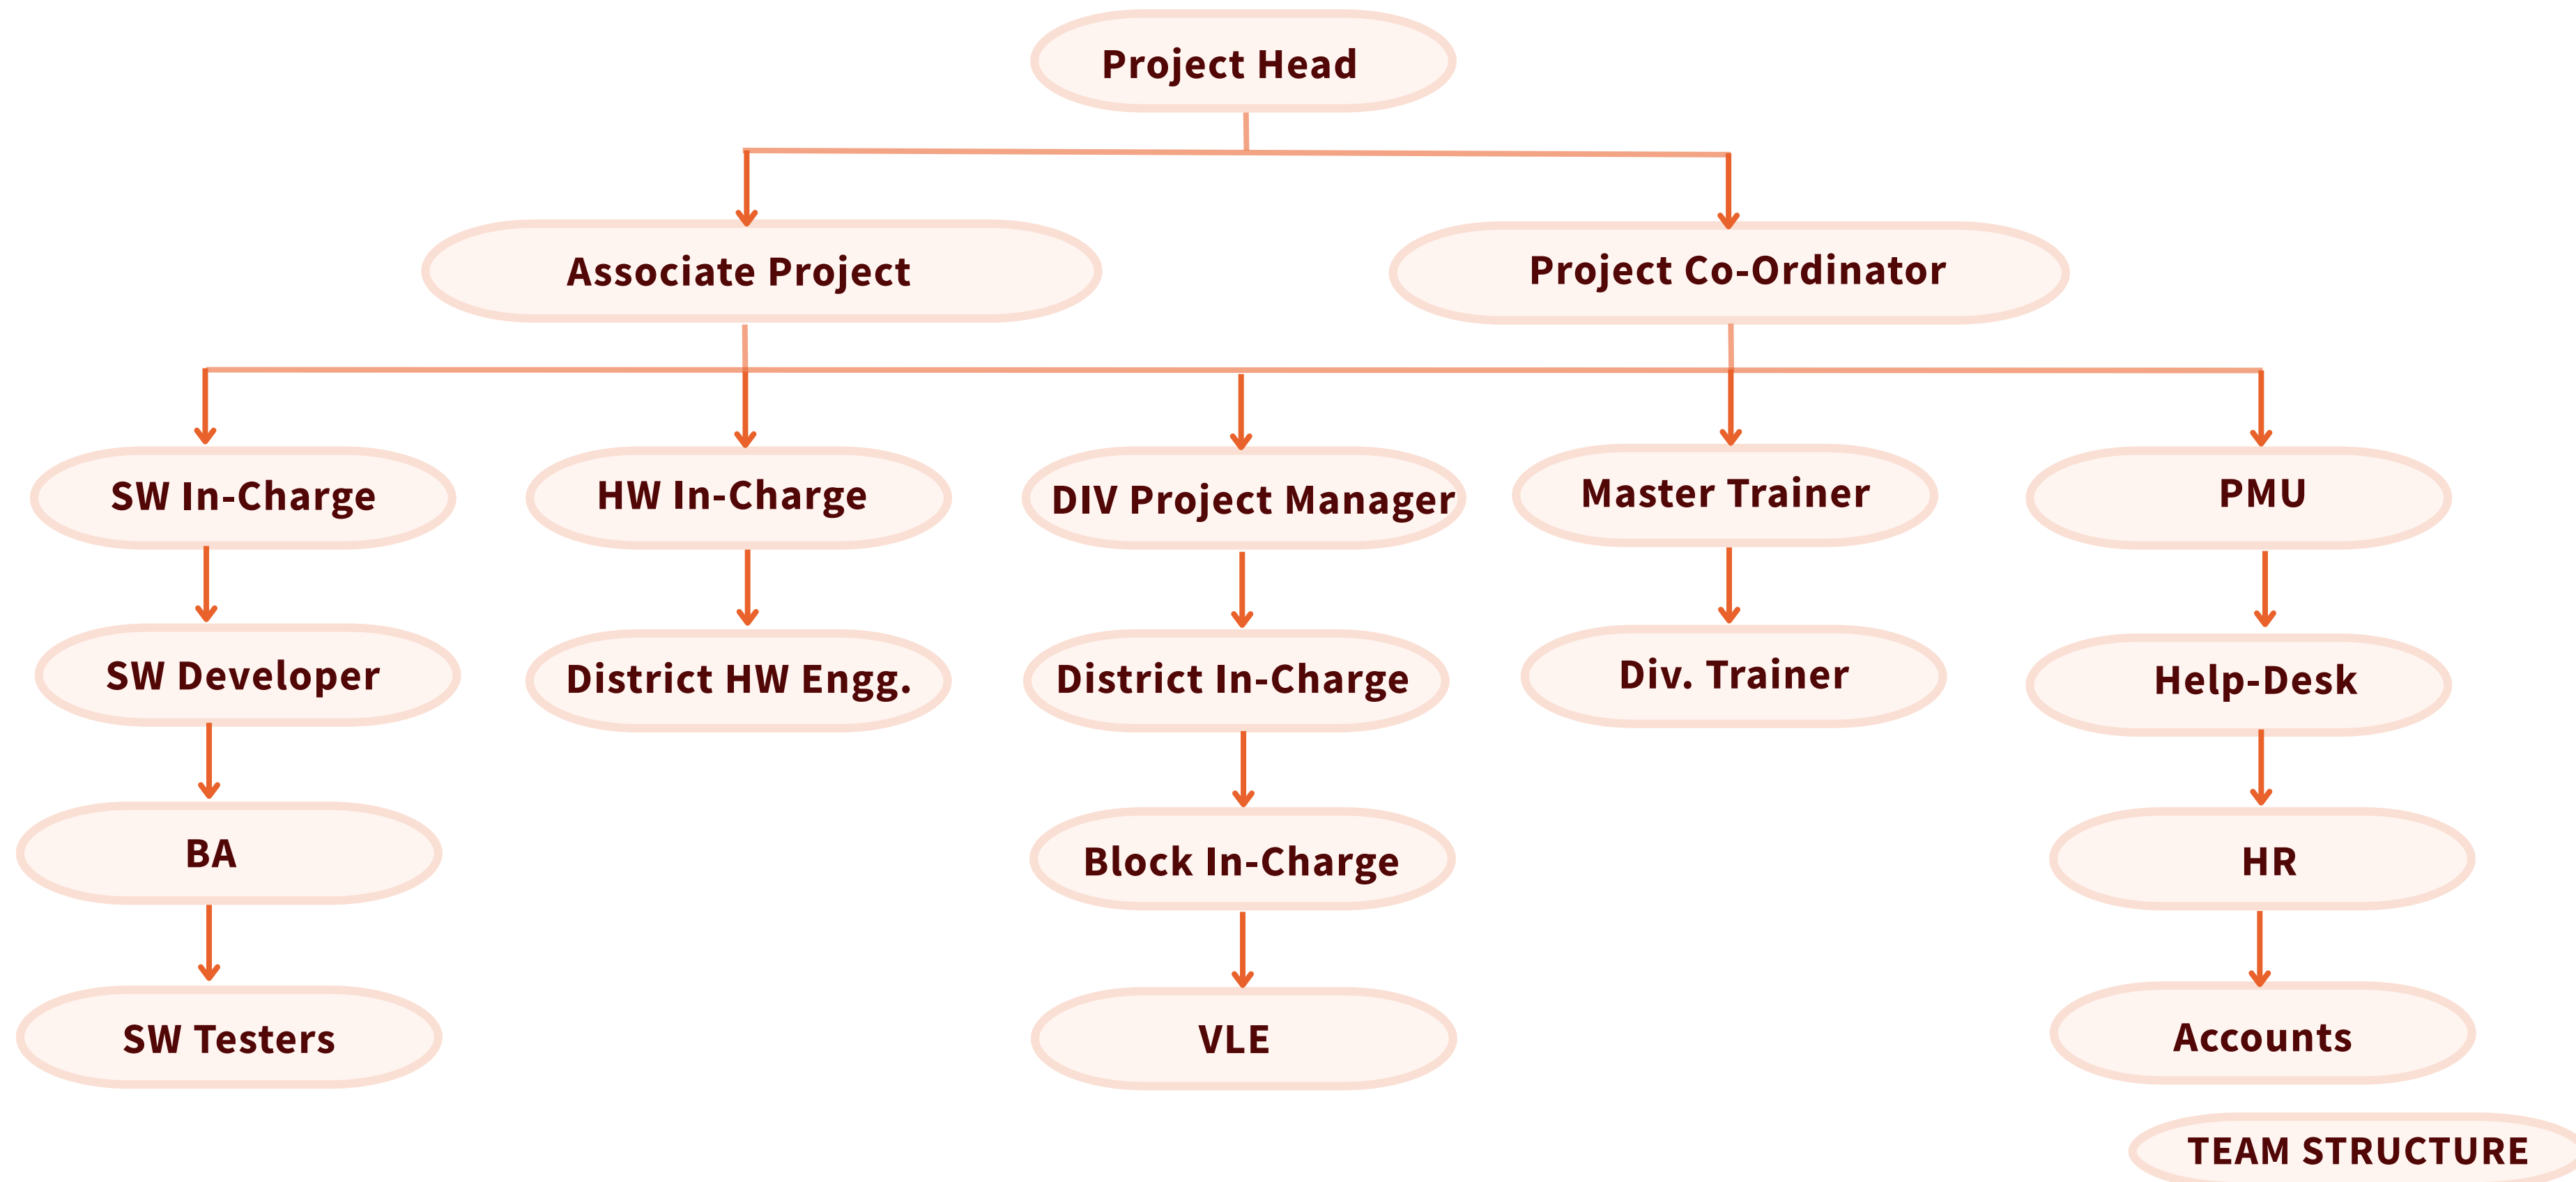 Project Head
Associate Project
Project Co-Ordinator
SW In-Charge
HW In-Charge
DIV Project Manager
Master Trainer
PMU
SW Developer
District HW Engg.
District In-Charge
Div. Trainer
Help-Desk
BA
Block In-Charge
HR
SW Testers
VLE
Accounts
TEAM STRUCTURE